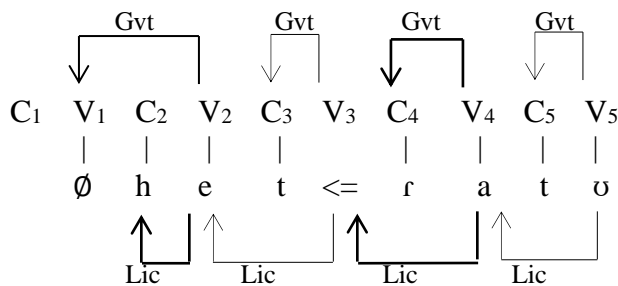 Gvt Gvt Gvt Gvt
C₁ V₁ C₂ V₂ C₃ V₃ C₄ V₄ C₅ V₅
Ø h e t <= ɾ a t ʊ
Lic Lic Lic Lic